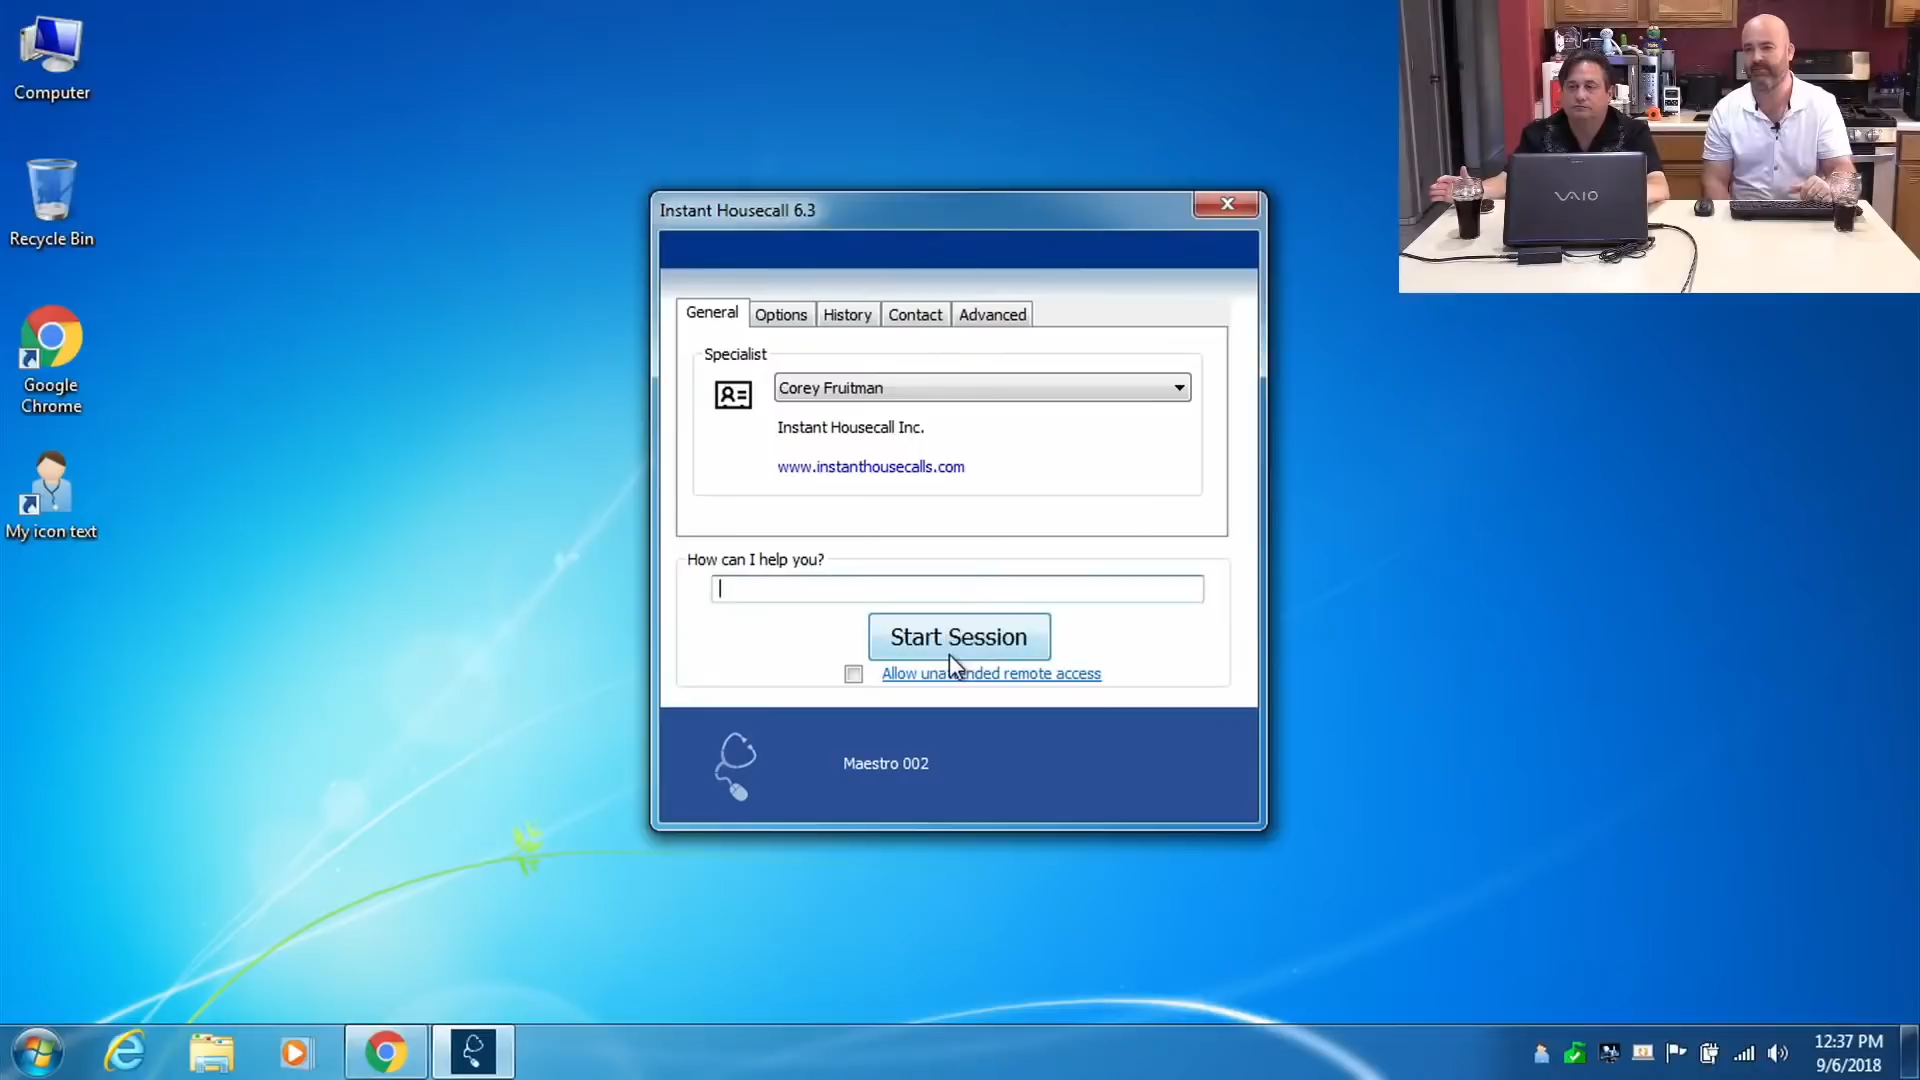 Computer
Recycle Bin
Google
Chrome
My icon text
Instant Housecall 6.3
General
Options
History
Contact
Advanced
Specialist
Corey Fruitman
Instant Housecall Inc.
www.instanthousecalls.com
How can I help you?
Start Session
Allow una nded remote access
Maestro 002
VAIO
12:37 PM
9/6/2018